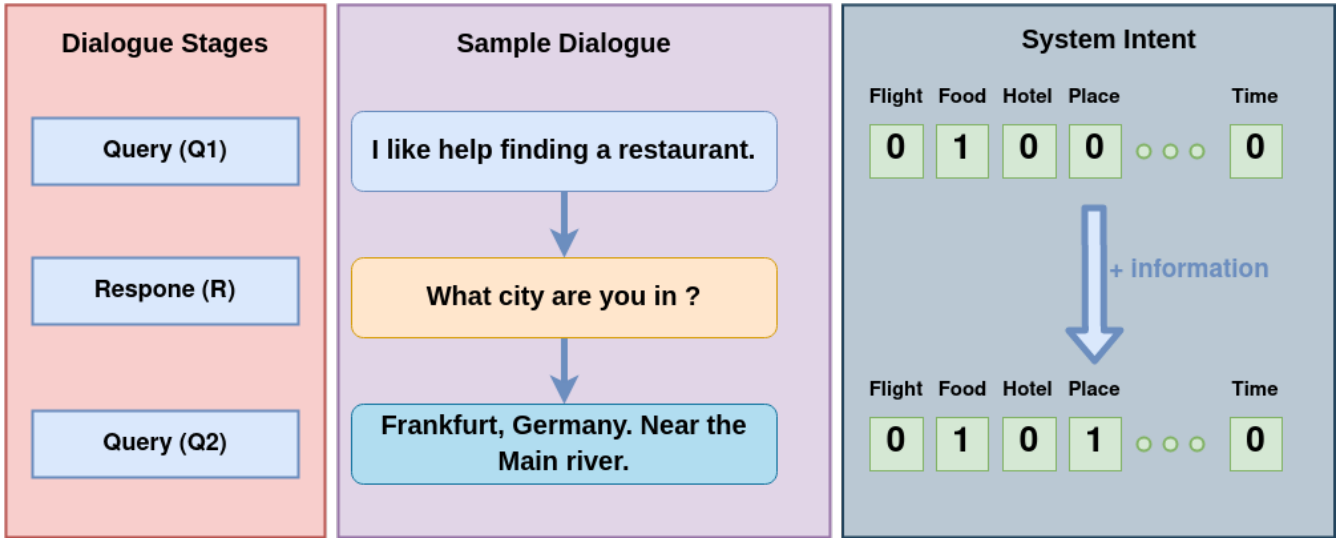 Dialogue Stages
Query (Q1)
Respone (R)
Query (Q2)
Sample Dialogue
I like help finding a restaurant.
What city are you in ?
Frankfurt, Germany. Near the
Main river.
System Intent
Flight Food Hotel Place Time
0 1 0 0 0
+ information
Flight Food Hotel Place Time
0 1 0 1 0